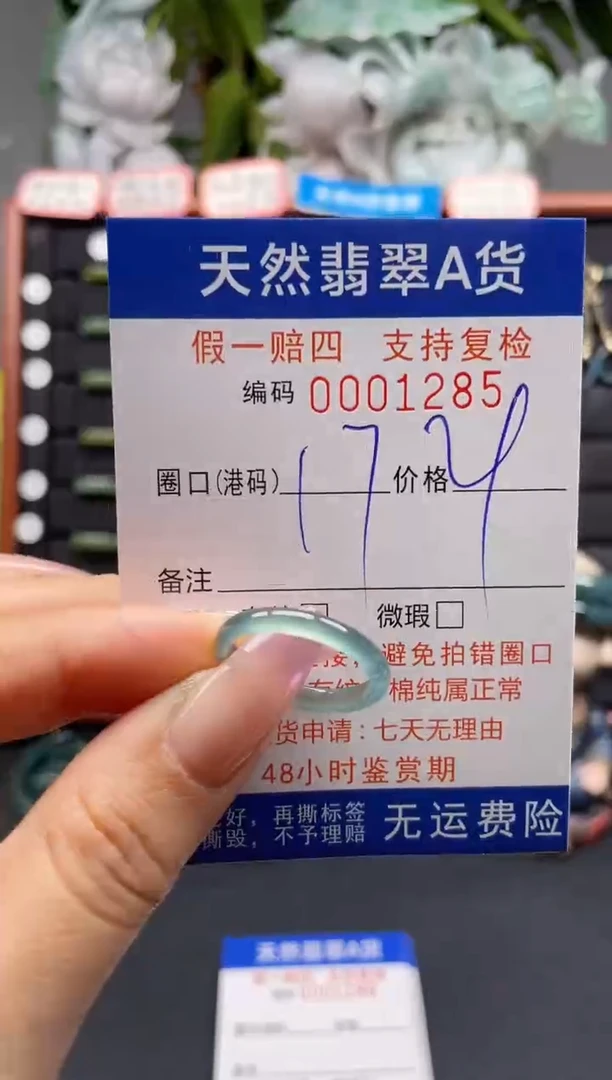 天然翡翠A货
假一赔四 支持复检
编码 0001285
圈口(港码) 17 价格 y
备注
微瑕□
避免拍错圈口
棉纯属正常
货申请:七天无理由
48小时鉴赏期
好,再撕标签 无运费险
撕毁,不予理赔
天然翡翠A货